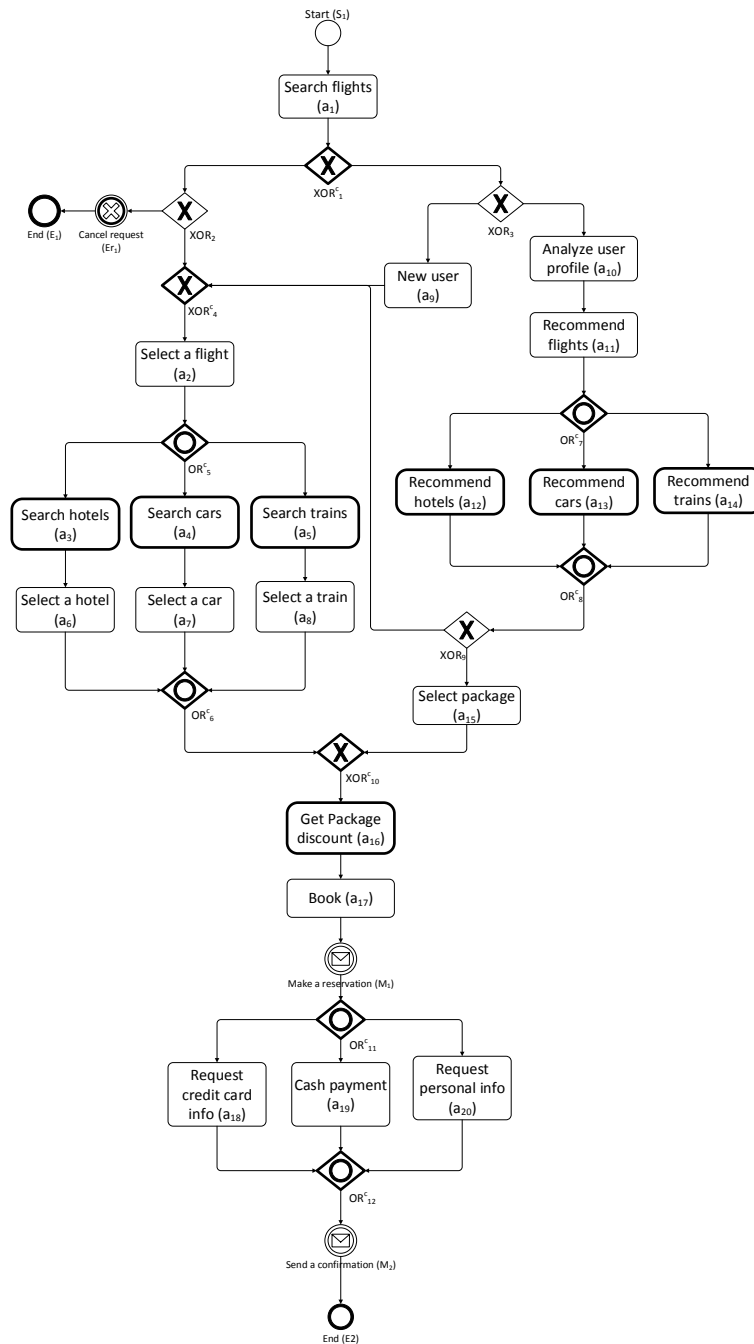 Start (S1)
Search flights
(a1)
X
XORc1
X
XOR2
Cancel request
(Er1)
End (E1)
X
XOR3
New user
(a9)
Analyze user
profile (a10)
X
XORc4
Recommend
flights (a11)
Select a flight
(a2)
ORc5
ORc7
Search hotels
(a3)
Search cars
(a4)
Search trains
(a5)
Recommend
hotels (a12)
Recommend
cars (a13)
Recommend
trains (a14)
Select a hotel
(a6)
Select a car
(a7)
Select a train
(a8)
ORc8
X
XOR9
ORc6
Select package
(a15)
X
XORc10
Get Package
discount (a16)
Book (a17)
Make a reservation (M1)
ORc11
Request
credit card
info (a18)
Cash payment
(a19)
Request
personal info
(a20)
ORc12
Send a confirmation (M2)
End (E2)